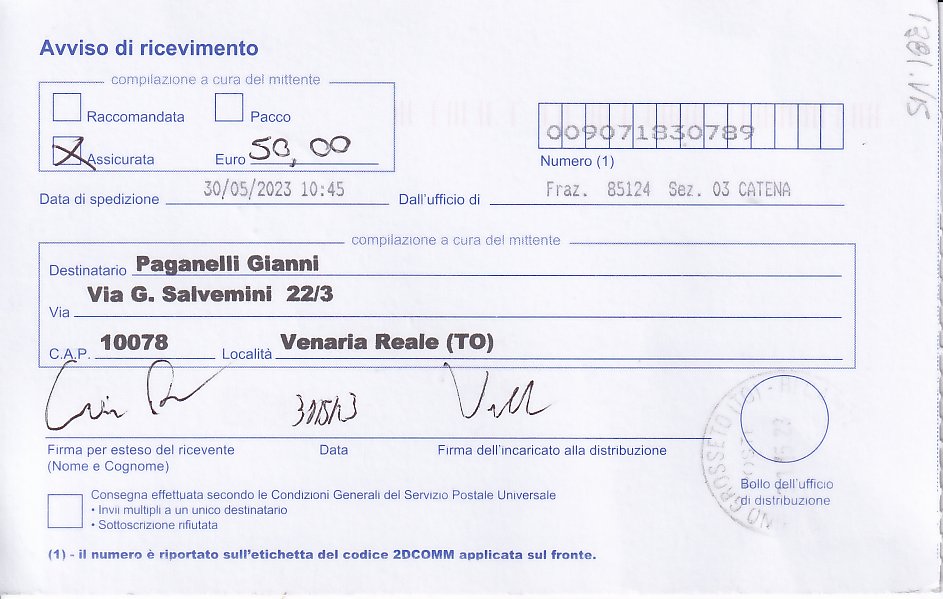 Avviso di ricevimento
compilazione a cura del mittente
Raccomandata Pacco
Assicurata Euro 50,00
009071830789
Numero (1)
Data di spedizione 30/05/2023 10:45 Dall'ufficio di Fraz. 85124 Sez. 03 CATENA
compilazione a cura del mittente
Destinatario Paganelli Gianni
Via G. Salvemini 22/3
Via
C.A.P. 10078 Località Venaria Reale (TO)
Firma per esteso del ricevente Data Firma dell'incaricato alla distribuzione
(Nome e Cognome)
Bollo dell'ufficio
di distribuzione
Consegna effettuata secondo le Condizioni Generali del Servizio Postale Universale
• Invii multipli a un unico destinatario
• Sottoscrizione rifiutata
(1) - il numero è riportato sull'etichetta del codice 2DCOMM applicata sul fronte.